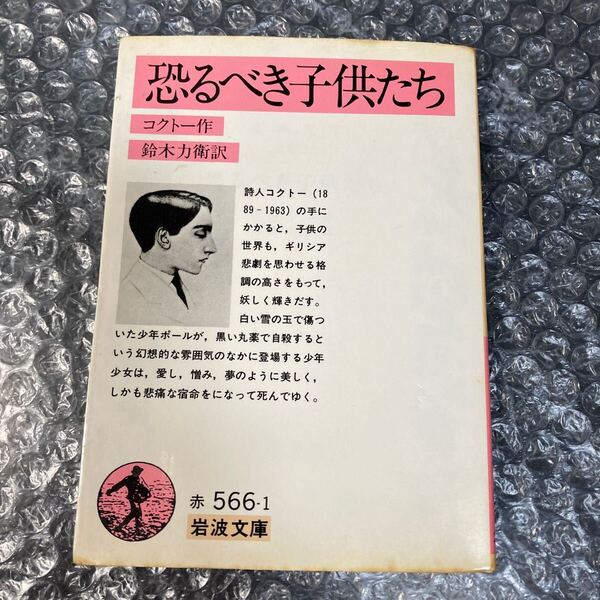 恐るべき子供たち
コクトー作
鈴木力衛訳
詩人コクトー(18
89-1963)の手に
かかると,子供の
世界も,ギリシア
悲劇を思わせる格
調の高さをもって,
妖しく輝きだす。
白い雪の玉で傷つ
いた少年ポールが,黒い丸薬で自殺すると
いう幻想的な雰囲気のなかに登場する少年
少女は,愛し,憎み,夢のように美しく,
しかも悲痛な宿命をになって死んでゆく。
赤 566-1
岩波文庫